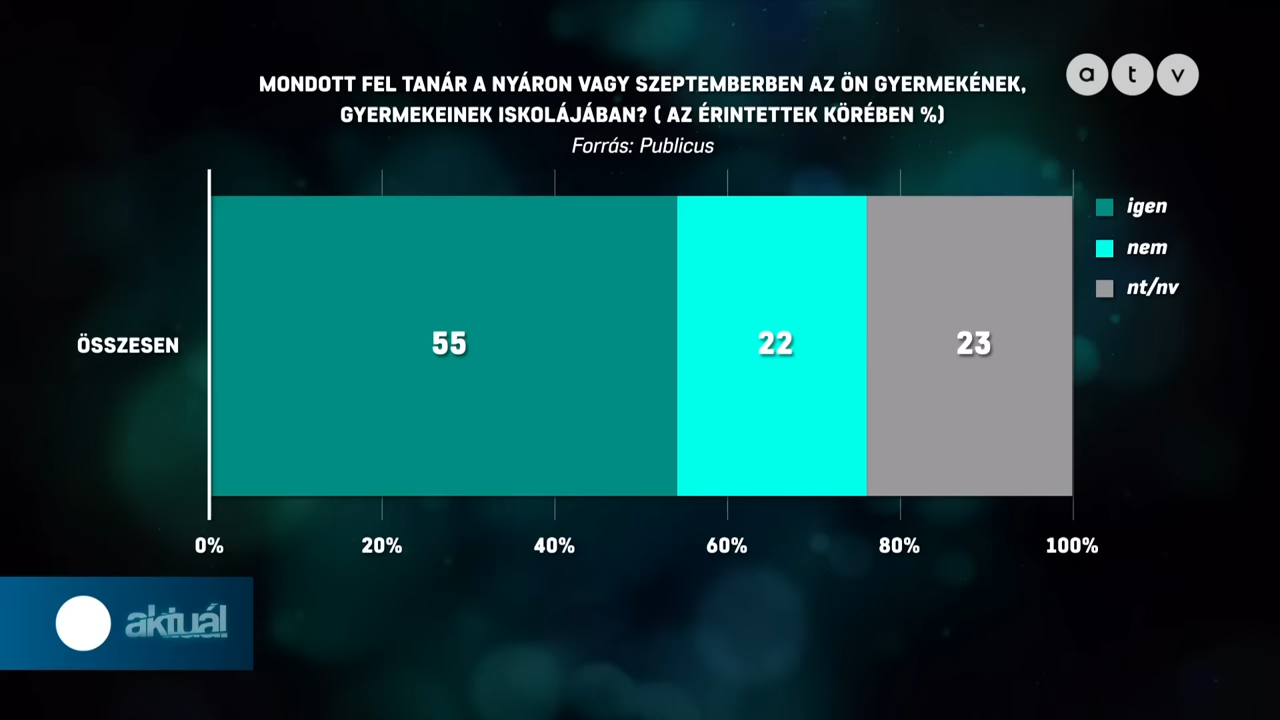 a t v
MONDOTT FEL TANÁR A NYÁRON VAGY SZEPTEMBERBEN AZ ÖN GYERMEKÉNEK,
GYERMEKEINEK ISKOLÁJÁBAN? ( AZ ÉRINTETTEK KÖRÉBEN %)
Forrás: Publicus
igen
nem
nt/nv
ÖSSZESEN
55
22
23
0%
20%
40%
60%
80%
100%
aktuál